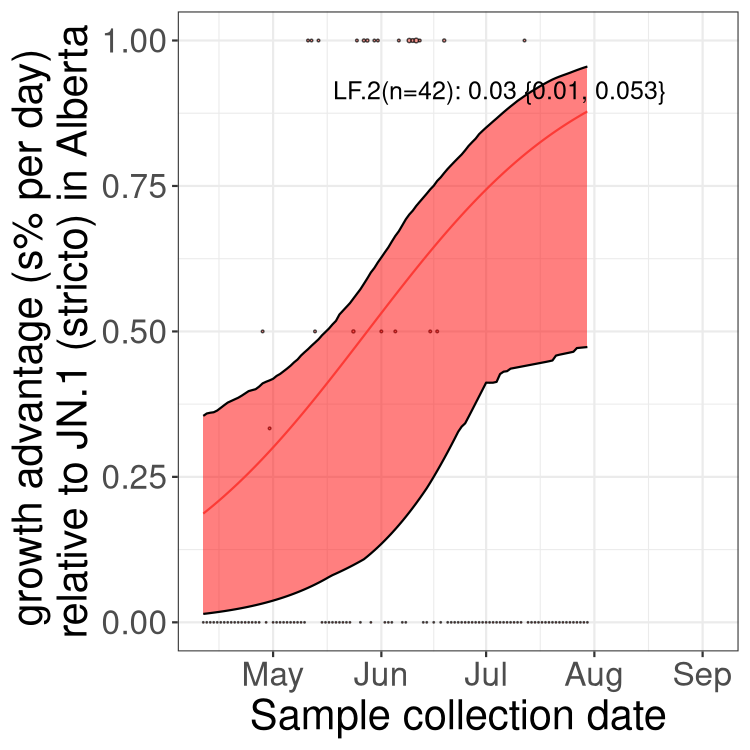 growth advantage (s% per day)
relative to JN.1 (stricto) in Alberta
1.00
0.75
0.50
0.25
0.00
LF.2(n=42): 0.03 {0.01, 0.053}
May Jun Jul Aug Sep
Sample collection date